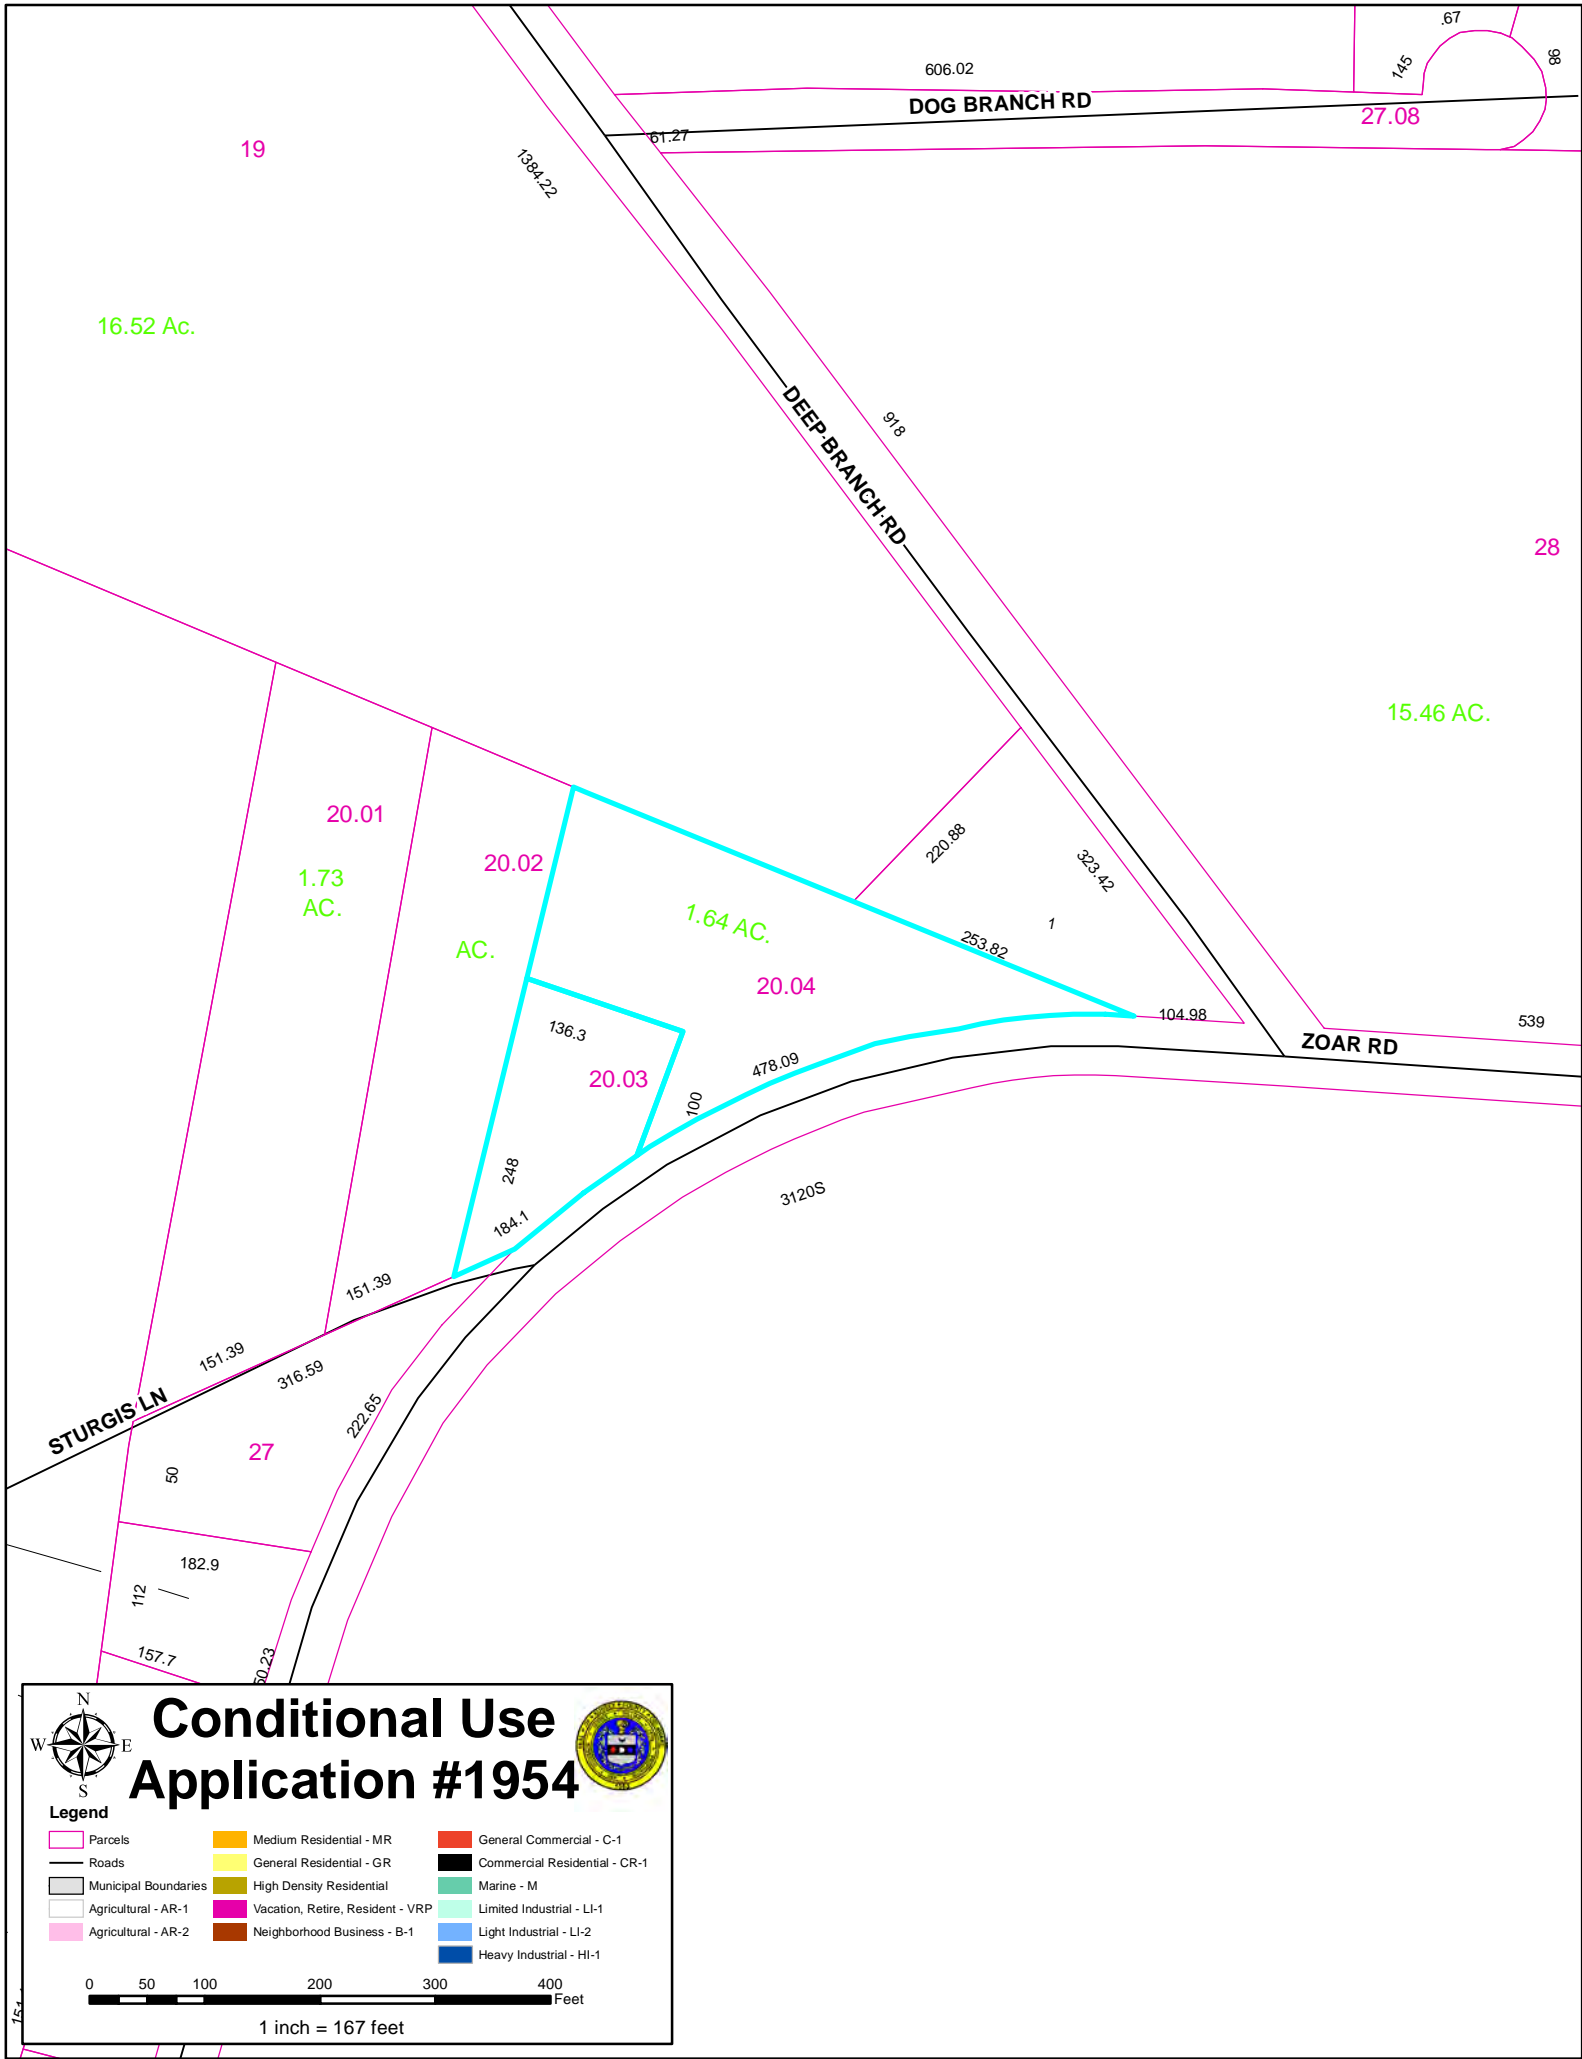 .67
98
145
606.02
DOG BRANCH RD
27.08
61.27
19
1384.22
16.52 Ac.
918
DEEP BRANCH RD
28
15.46 AC.
20.01
1.73
AC.
20.02
AC.
220.88
323.42
1
1.64 AC.
253.82
20.04
104.98
539
ZOAR RD
136.3
20.03
478.09
100
248
184.1
3120S
151.39
151.39
316.59
222.65
STURGIS LN
27
50
182.9
112
157.7
50.23
N
W
E
S
Conditional Use
Application #1954
Legend
Parcels
Roads
Municipal Boundaries
Agricultural - AR-1
Agricultural - AR-2
Medium Residential - MR
General Residential - GR
High Density Residential
Vacation, Retire, Resident - VRP
Neighborhood Business - B-1
General Commercial - C-1
Commercial Residential - CR-1
Marine - M
Limited Industrial - LI-1
Light Industrial - LI-2
Heavy Industrial - HI-1
0 50 100 200 300 400
Feet
1 inch = 167 feet